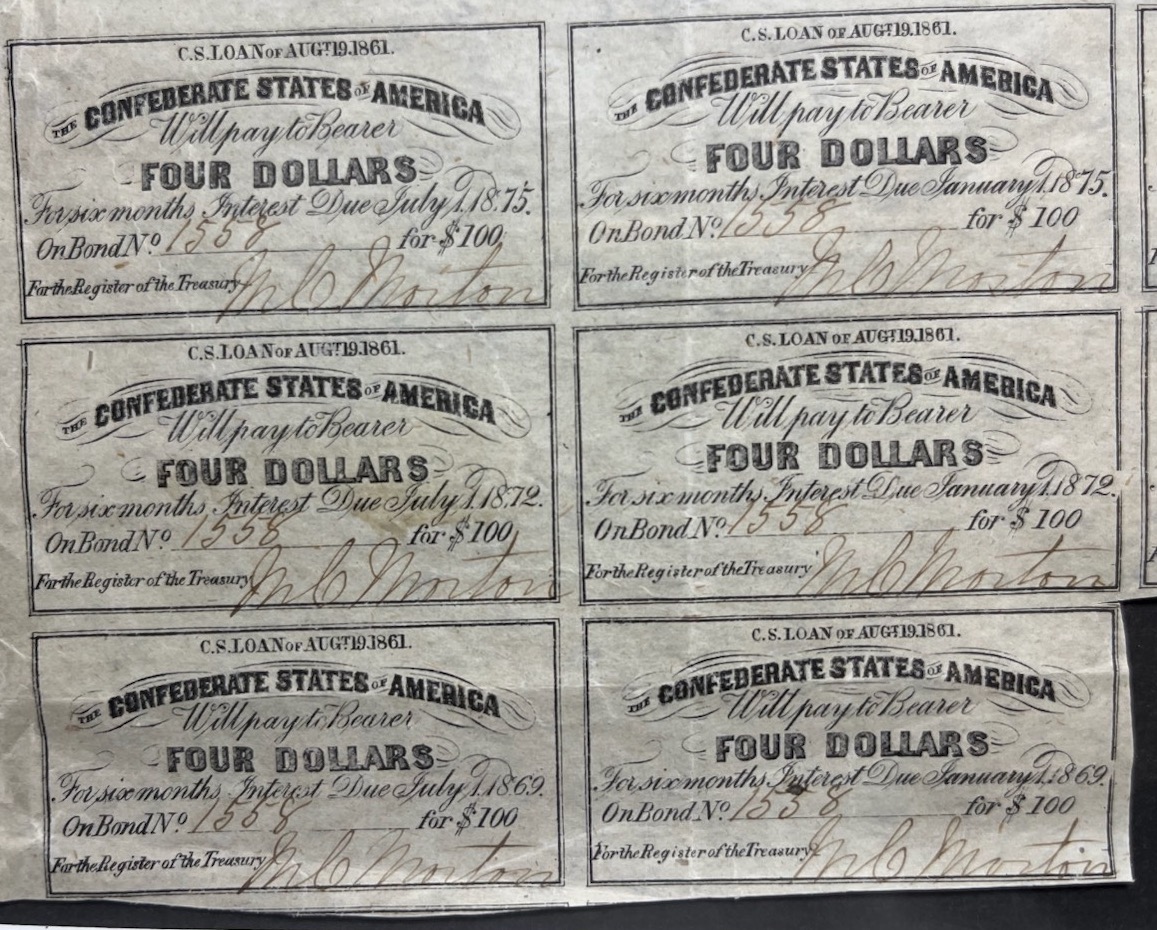 C.S. LOAN OF AUGT. 19. 1861.
THE CONFEDERATE STATES OF AMERICA
Will pay to Bearer
FOUR DOLLARS
For six months Interest Due July 1. 1875.
On Bond No. 1558 for $100
For the Register of the Treasury M C Morton
C.S. LOAN OF AUGT. 19. 1861.
THE CONFEDERATE STATES OF AMERICA
Will pay to Bearer
FOUR DOLLARS
For six months Interest Due January 1. 1875.
On Bond No. 1558 for $100
For the Register of the Treasury M C Morton
C.S. LOAN OF AUGT. 19. 1861.
THE CONFEDERATE STATES OF AMERICA
Will pay to Bearer
FOUR DOLLARS
For six months Interest Due July 1. 1872.
On Bond No. 1558 for $100
For the Register of the Treasury M C Morton
C.S. LOAN OF AUGT. 19. 1861.
THE CONFEDERATE STATES OF AMERICA
Will pay to Bearer
FOUR DOLLARS
For six months Interest Due January 1. 1872.
On Bond No. 1558 for $100
For the Register of the Treasury M C Morton
C.S. LOAN OF AUGT. 19. 1861.
THE CONFEDERATE STATES OF AMERICA
Will pay to Bearer
FOUR DOLLARS
For six months Interest Due July 1. 1869.
On Bond No. 1558 for $100
For the Register of the Treasury M C Morton
C.S. LOAN OF AUGT. 19. 1861.
THE CONFEDERATE STATES OF AMERICA
Will pay to Bearer
FOUR DOLLARS
For six months Interest Due January 1. 1869.
On Bond No. 1558 for $100
For the Register of the Treasury M C Morton